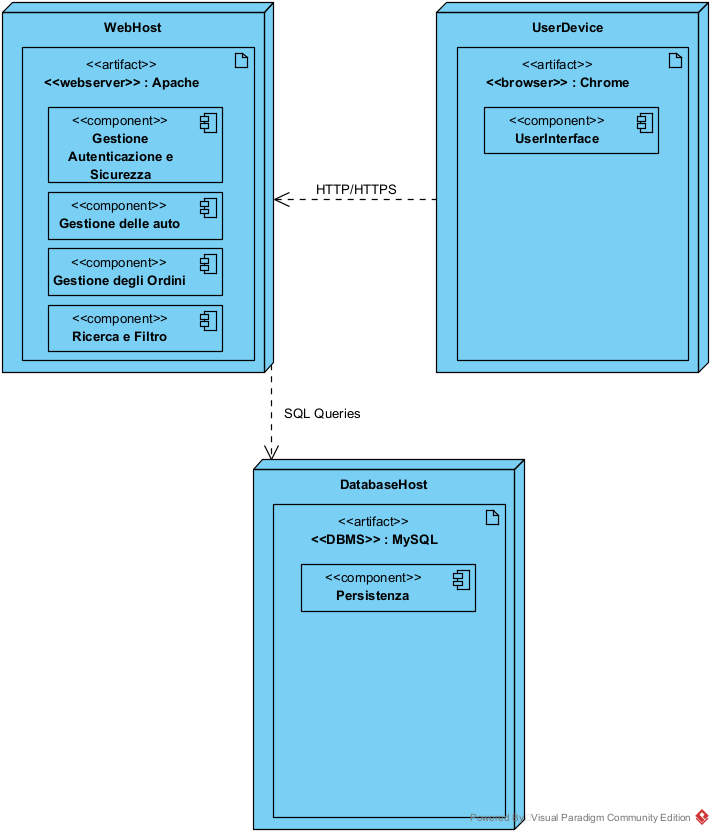 WebHost
<<artifact>>
<<webserver>> : Apache
<<component>>
Gestione
Autenticazione e
Sicurezza
<<component>>
Gestione delle auto
<<component>>
Gestione degli Ordini
<<component>>
Ricerca e Filtro
HTTP/HTTPS
UserDevice
<<artifact>>
<<browser>> : Chrome
<<component>>
UserInterface
SQL Queries
DatabaseHost
<<artifact>>
<<DBMS>> : MySQL
<<component>>
Persistenza
Powered By: Visual Paradigm Community Edition